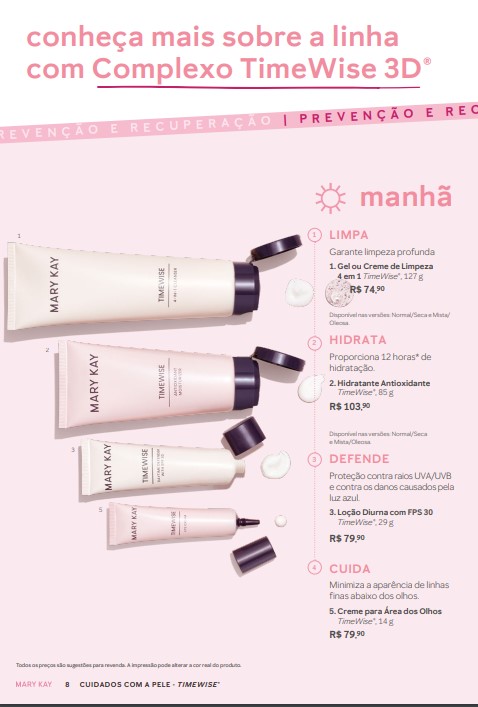 conheça mais sobre a linha
com Complexo TimeWise 3D®
REVENÇÃO E RECUPERAÇÃO | PREVENÇÃO E REC
manhã
1
LIMPA
Garante limpeza profunda
1. Gel ou Creme de Limpeza
4 em 1 TimeWise®, 127 g
R$ 74,90
Disponível nas versões: Normal/Seca e Mista/
Oleosa
2
HIDRATA
Proporciona 12 horas* de
hidratação.
2. Hidratante Antioxidante
TimeWise®, 85 g
R$ 103,90
Disponível nas versões: Normal/Seca
e Mista/Oleosa.
3
DEFENDE
Proteção contra raios UVA/UVB
e contra os danos causados pela
luz azul.
3. Loção Diurna com FPS 30
TimeWise®, 29 g
R$ 79,90
4
CUIDA
Minimiza a aparência de linhas
finas abaixo dos olhos.
5. Creme para Área dos Olhos
TimeWise®, 14 g
R$ 79,90
1
MARY KAY
TIMEWISE
2
MARY KAY
TIMEWISE
3
MARY KAY
TIMEWISE
5
MARY KAY
TIMEWISE
Todos os preços são sugestões para revenda. A impressão pode alterar a cor real do produto.
MARY KAY 8 CUIDADOS COM A PELE - TIMEWISE®